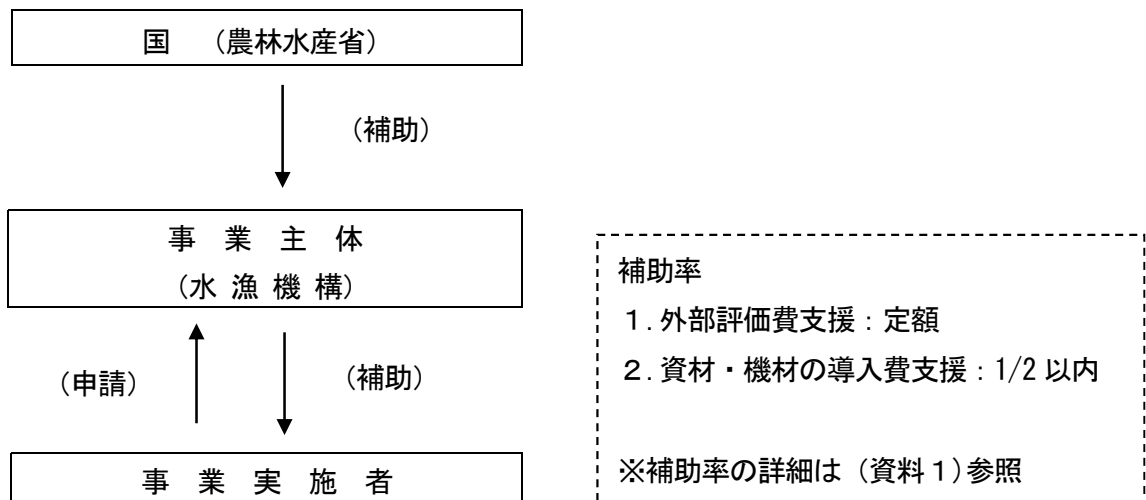 国 （農林水産省）
（補助）
事 業 主 体
（水 漁 機 構）
（申請）
（補助）
事 業 実 施 者
補助率
１．外部評価費支援：定額
２．資材・機材の導入費支援：1/2 以内
※補助率の詳細は（資料１）参照